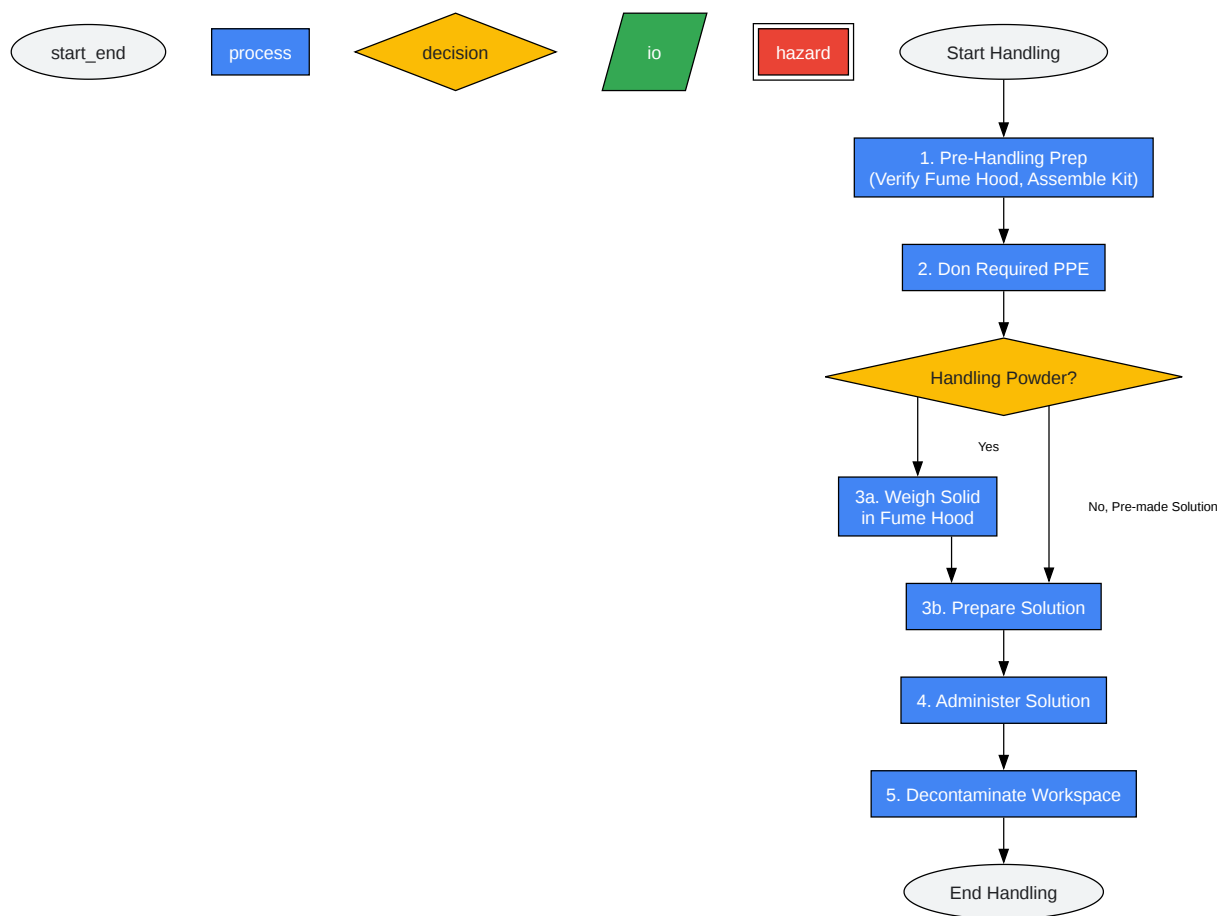 start_end
process
decision
io
hazard
Start Handling
1. Pre-Handling Prep
(Verify Fume Hood, Assemble Kit)
2. Don Required PPE
Handling Powder?
Yes
3a. Weigh Solid
in Fume Hood
No, Pre-made Solution
3b. Prepare Solution
4. Administer Solution
5. Decontaminate Workspace
End Handling